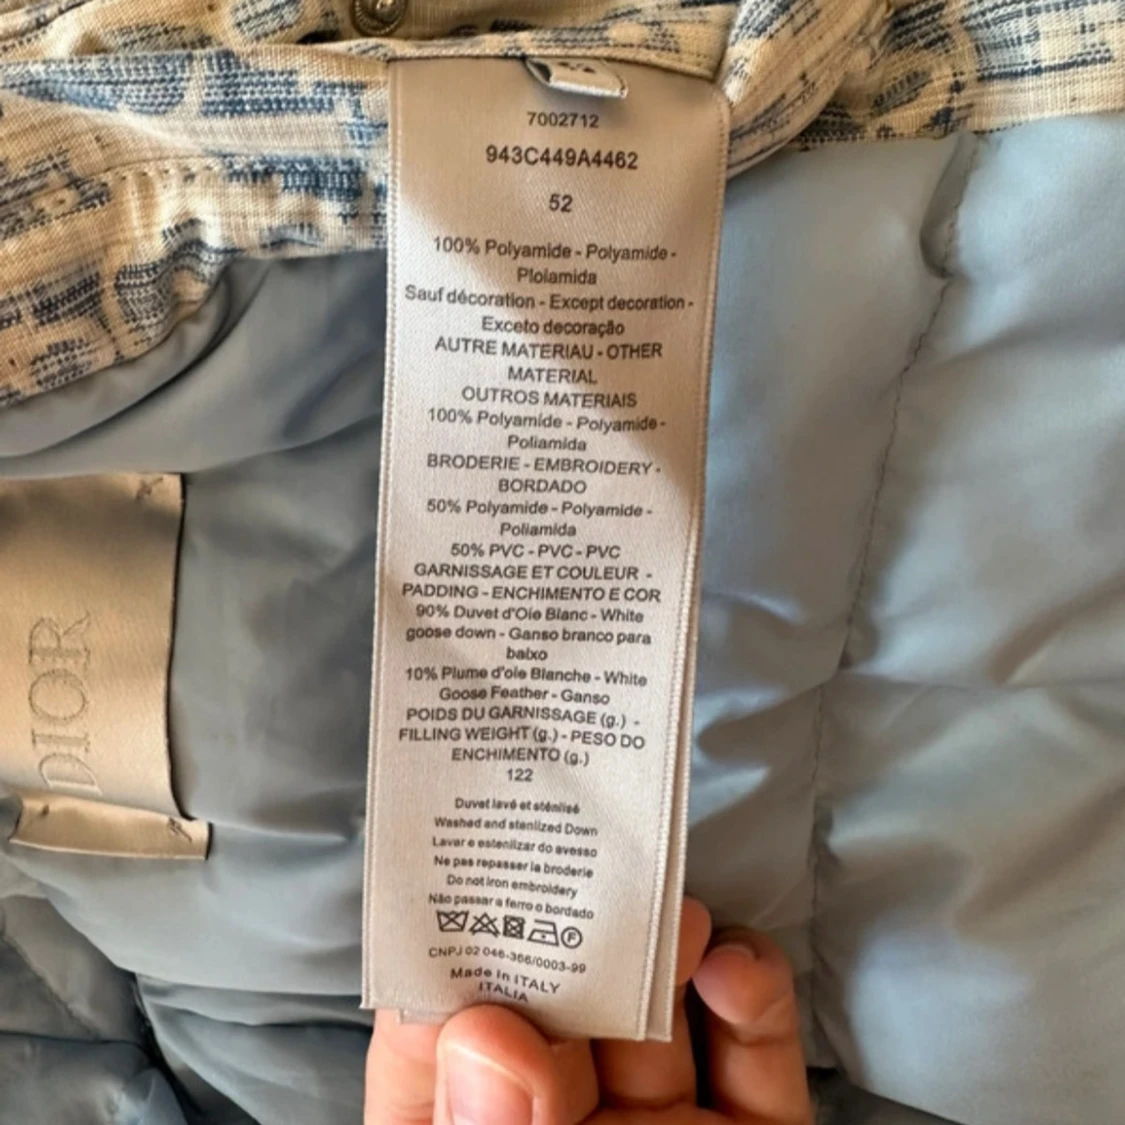 7002712
943C449A4462
52
100% Polyamide - Polyamide -
Plolamida
Sauf décoration - Except decoration -
Exceto decoração
AUTRE MATERIAU - OTHER
MATERIAL
OUTROS MATERIAIS
100% Polyamide - Polyamide -
Poliamida
BRODERIE - EMBROIDERY -
BORDADO
50% Polyamide - Polyamide -
Poliamida
50% PVC - PVC - PVC
GARNISSAGE ET COULEUR -
PADDING - ENCHIMENTO E COR
90% Duvet d'Oie Blanc - White
goose down - Ganso branco para
baixo
10% Plume d'oie Blanche - White
Goose Feather - Ganso
POIDS DU GARNISSAGE (g.) -
FILLING WEIGHT (g.) - PESO DO
ENCHIMENTO (g.)
122
Duvet lavé et sténlisé
Washed and stenlized Down
Lavar e estenlizar do avesso
Ne pas repasser la broderie
Do not iron embroidery
Não passar a ferro o bordado
CNPJ 02 046-366/0003-99
Made in ITALY
ITALIA
DIOR